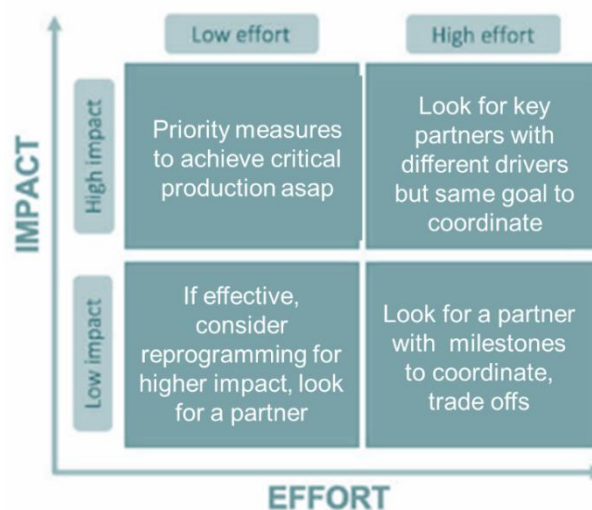 Low effort
High effort
IMPACT
High impact
Priority measures
to achieve critical
production asap
Look for key
partners with
different drivers
but same goal to
coordinate
Low impact
If effective,
consider
reprogramming for
higher impact, look
for a partner
Look for a partner
with milestones
to coordinate,
trade offs
EFFORT